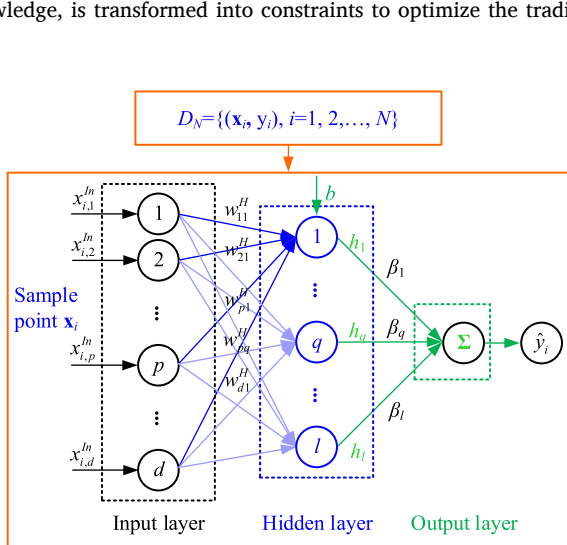 wledge, is transformed into constraints to optimize the tradi
D_N={(x_i, y_i), i=1, 2,…, N}
b
x_{i,1}^{In}
1
w_{11}^H
1
h_1
x_{i,2}^{In}
2
w_{21}^H
β_1
Sample
point x_i
w_{p1}^H
x_{i,p}^{In}
p
w_{pq}^H
q
h_q
β_q
Σ
ŷ_i
w_{d1}^H
β_l
x_{i,d}^{In}
d
l
h_l
Input layer
Hidden layer
Output layer